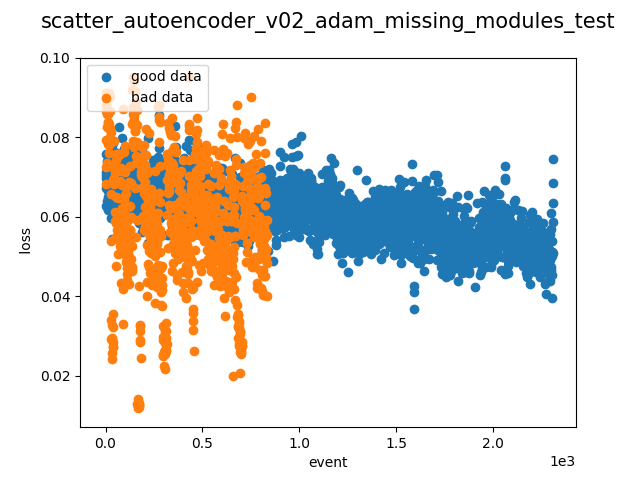 scatter_autoencoder_v02_adam_missing_modules_test
good data
bad data
0.10
0.08
0.06
0.04
0.02
loss
0.0
0.5
1.0
1.5
2.0
event
1e3